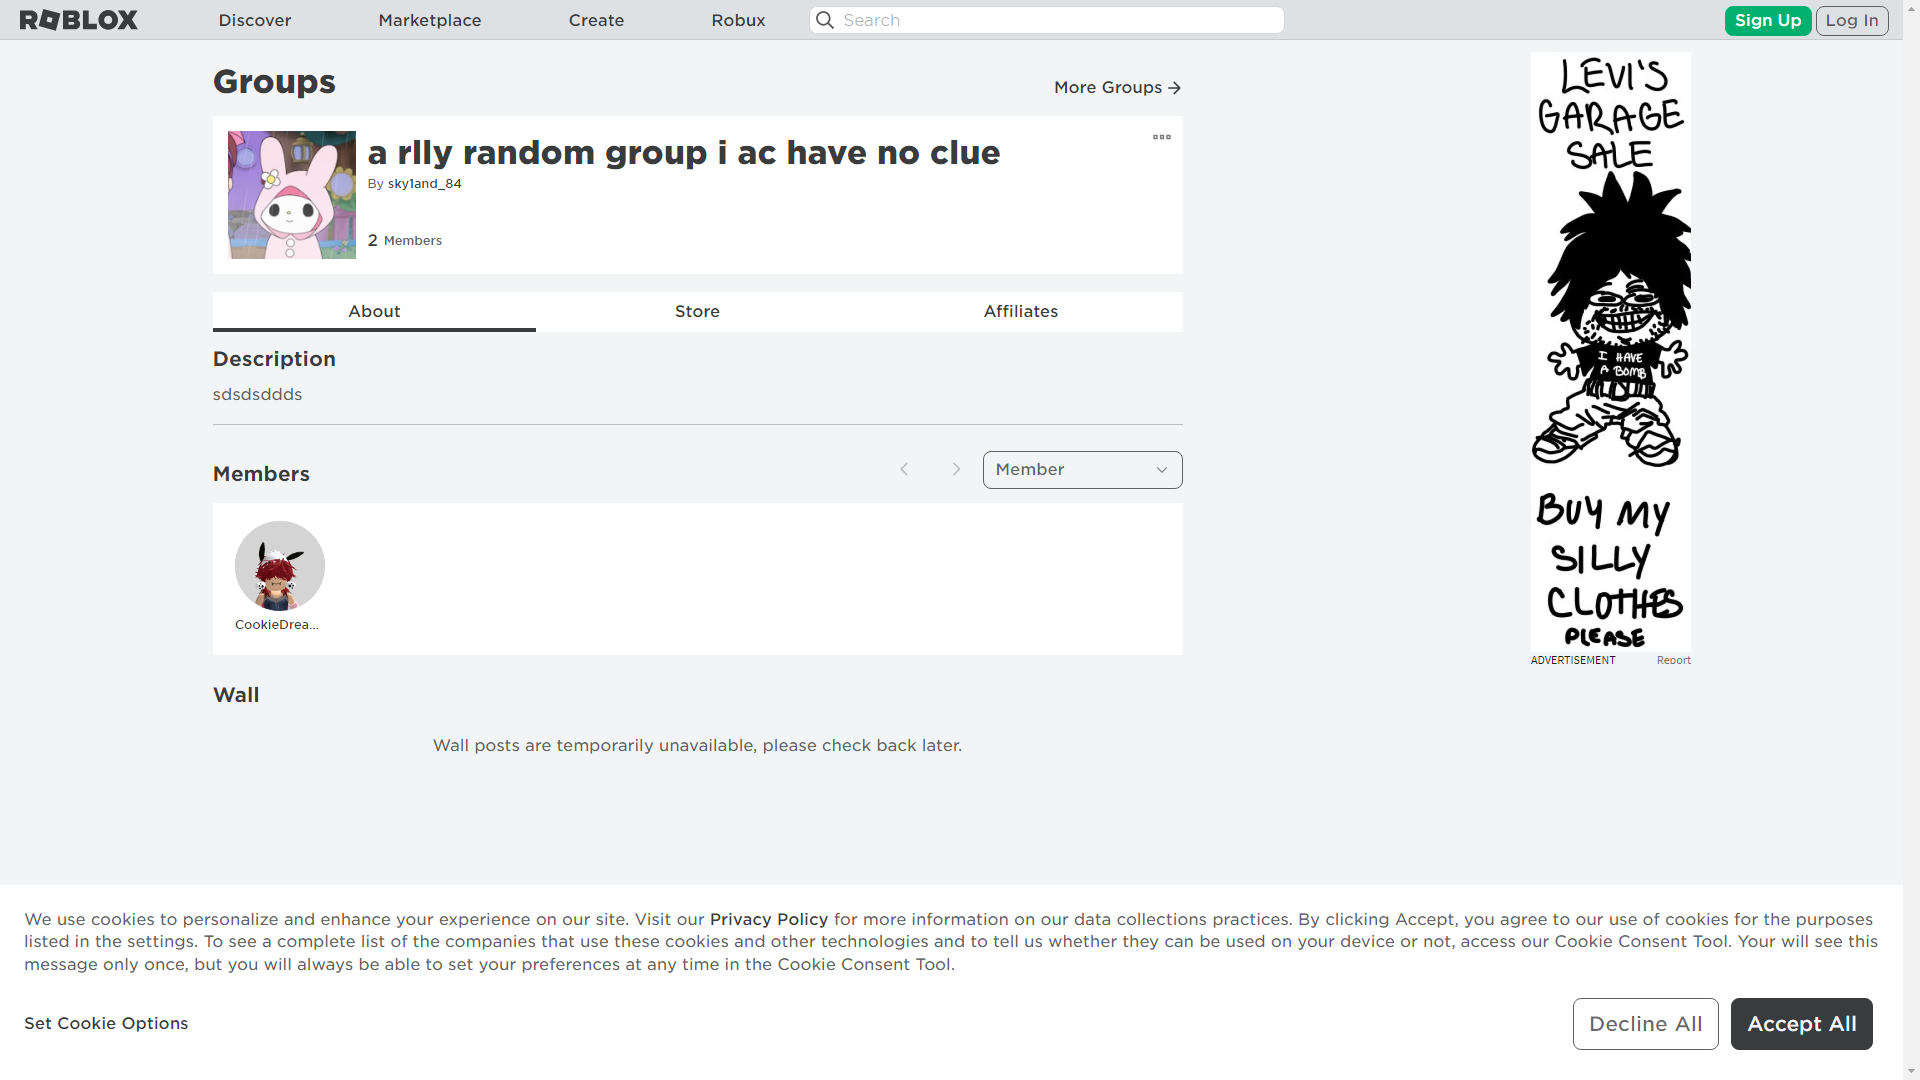 ROBLOX
Discover
Marketplace
Create
Robux
Search
Sign Up
Log In
Groups
More Groups
a rlly random group i ac have no clue
By sky1and_84
2 Members
About
Store
Affiliates
Description
sdsdsddds
Members
Member
CookieDrea...
Wall
Wall posts are temporarily unavailable, please check back later.
LEVI'S
GARAGE
SALE
I HAVE
A BOMB
BUY MY
SILLY
CLOTHES
PLEASE
ADVERTISEMENT
Report
We use cookies to personalize and enhance your experience on our site. Visit our Privacy Policy for more information on our data collections practices. By clicking Accept, you agree to our use of cookies for the purposes
listed in the settings. To see a complete list of the companies that use these cookies and other technologies and to tell us whether they can be used on your device or not, access our Cookie Consent Tool. Your will see this
message only once, but you will always be able to set your preferences at any time in the Cookie Consent Tool.
Set Cookie Options
Decline All
Accept All